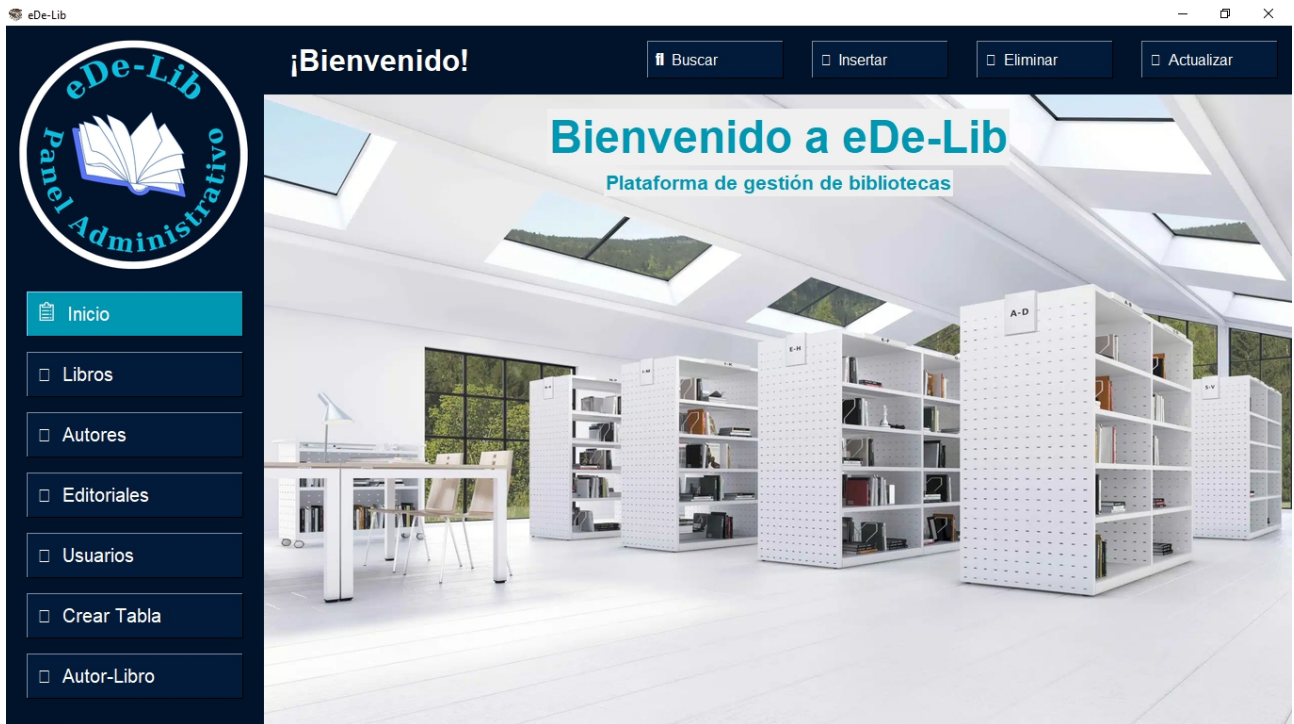 eDe-Lib
eDe-Lib
Panel Administrativo
¡Bienvenido!
Buscar
Insertar
Eliminar
Actualizar
Bienvenido a eDe-Lib
Plataforma de gestión de bibliotecas
Inicio
Libros
Autores
Editoriales
Usuarios
Crear Tabla
Autor-Libro
A-D
E-H
S-V